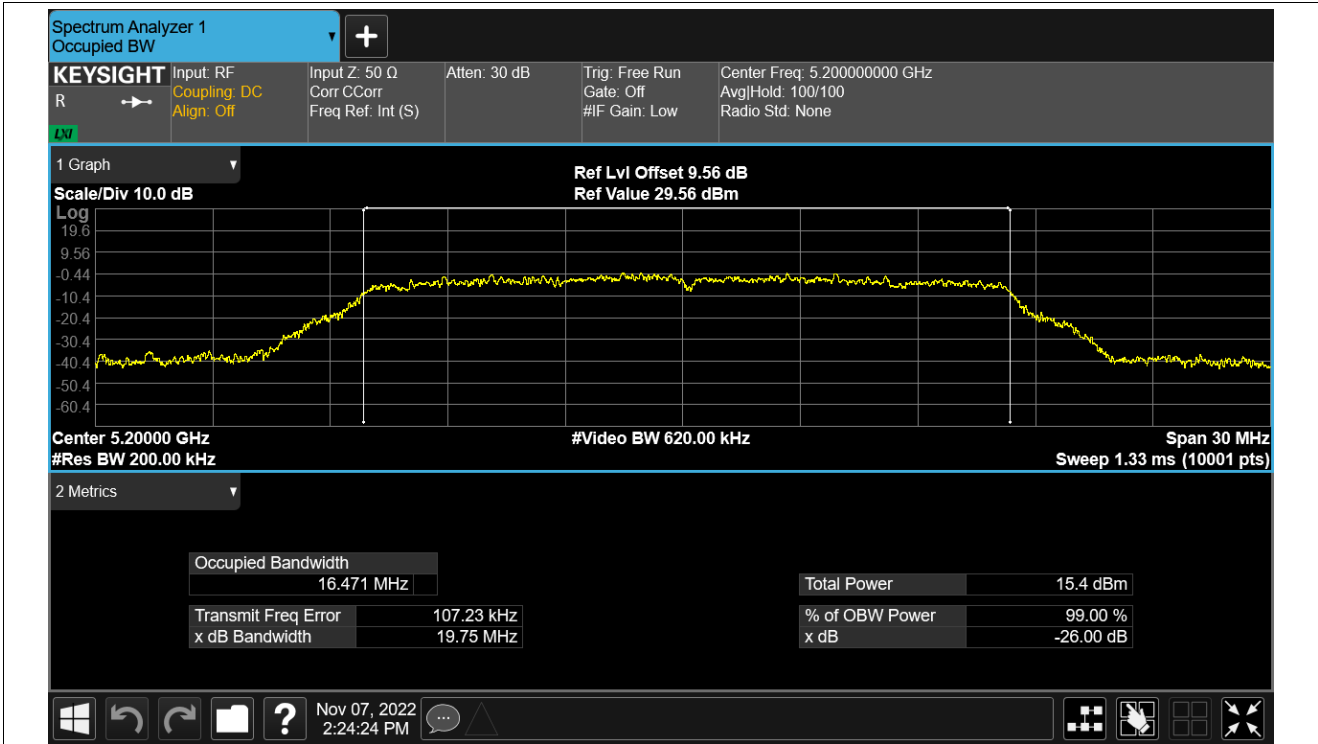 Spectrum Analyzer 1
Occupied BW
KEYSIGHT
R
LXI
Input: RF
Coupling: DC
Align: Off
Input Z: 50 Ω
Corr CCorr
Freq Ref: Int (S)
Atten: 30 dB
Trig: Free Run
Gate: Off
#IF Gain: Low
Center Freq: 5.200000000 GHz
Avg|Hold: 100/100
Radio Std: None
1 Graph
Ref Lvl Offset 9.56 dB
Scale/Div 10.0 dB
Ref Value 29.56 dBm
Log
19.6
9.56
-0.44
-10.4
-20.4
-30.4
-40.4
-50.4
-60.4
Center 5.20000 GHz
#Video BW 620.00 kHz
Span 30 MHz
#Res BW 200.00 kHz
Sweep 1.33 ms (10001 pts)
2 Metrics
Occupied Bandwidth
16.471 MHz
Total Power 15.4 dBm
Transmit Freq Error 107.23 kHz
% of OBW Power 99.00 %
x dB Bandwidth 19.75 MHz
x dB -26.00 dB
?
Nov 07, 2022
2:24:24 PM